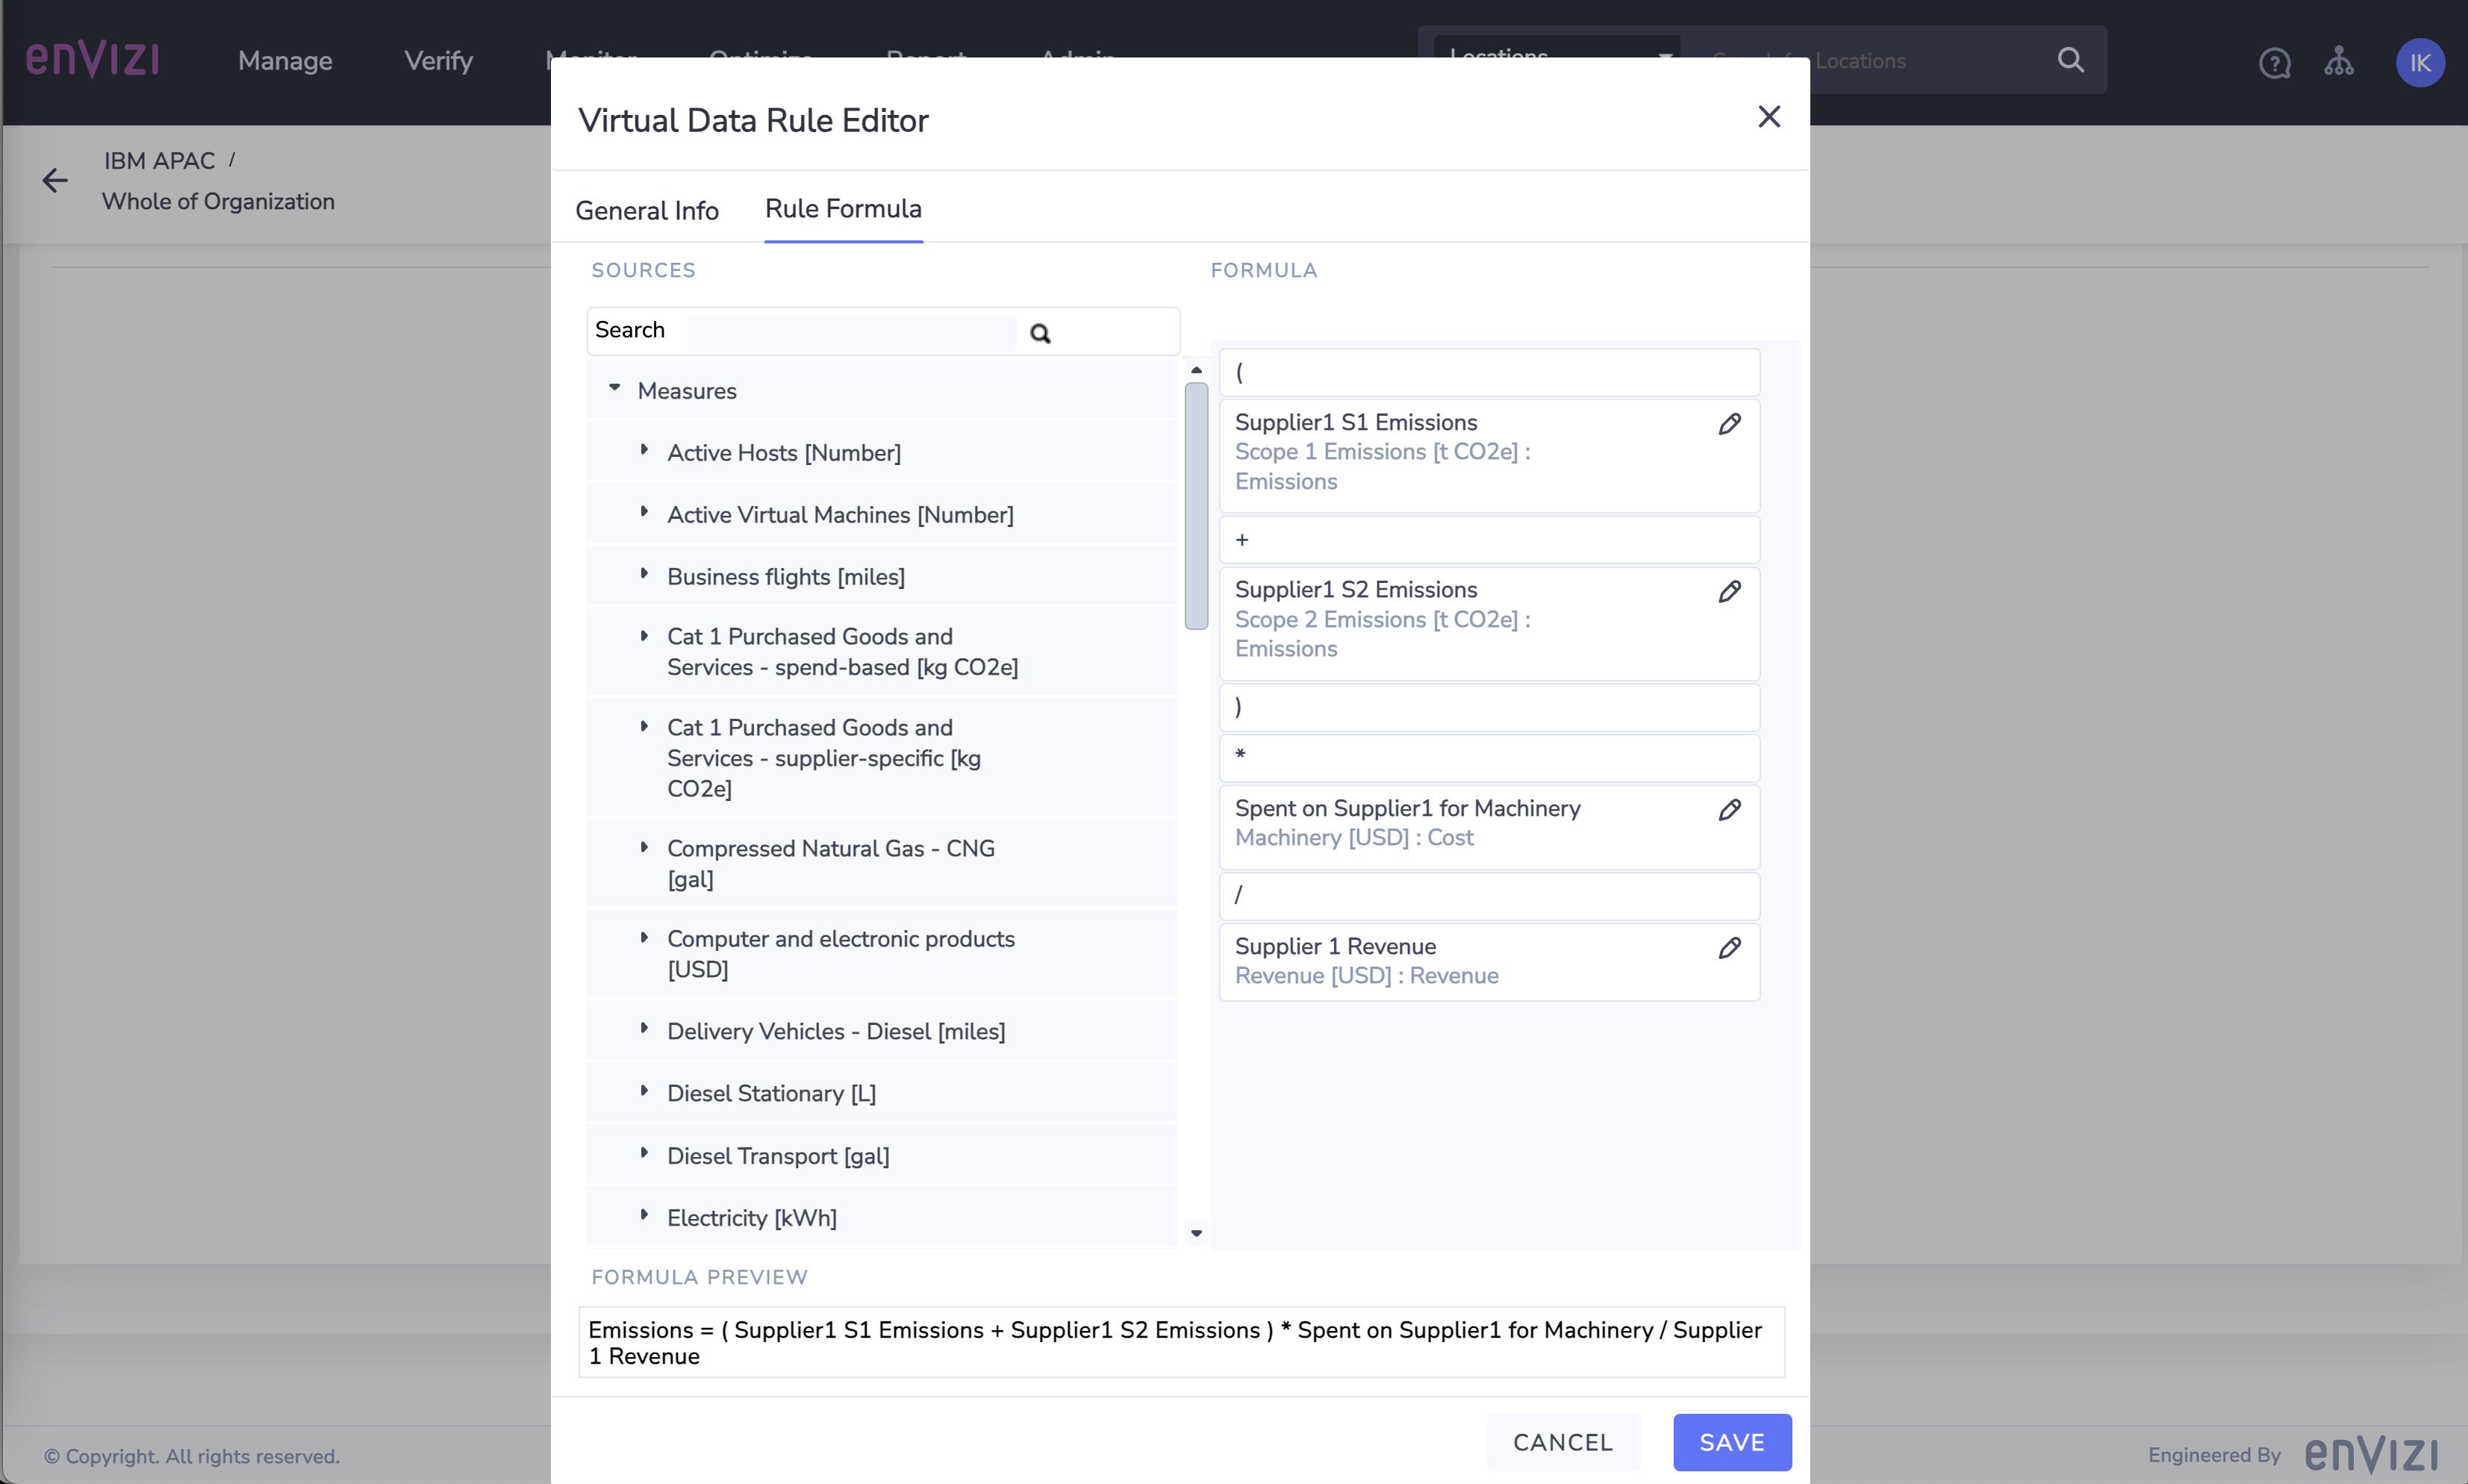 enVIZI
Manage
Verify
Monitor
Optimize
Report
Admin
Locations
Search for Locations
IK
IBM APAC /
Whole of Organization
Virtual Data Rule Editor
General Info
Rule Formula
SOURCES
Search
Measures
Active Hosts [Number]
Active Virtual Machines [Number]
Business flights [miles]
Cat 1 Purchased Goods and
Services - spend-based [kg CO2e]
Cat 1 Purchased Goods and
Services - supplier-specific [kg
CO2e]
Compressed Natural Gas - CNG
[gal]
Computer and electronic products
[USD]
Delivery Vehicles - Diesel [miles]
Diesel Stationary [L]
Diesel Transport [gal]
Electricity [kWh]
FORMULA
(
Supplier1 S1 Emissions
Scope 1 Emissions [t CO2e] :
Emissions
+
Supplier1 S2 Emissions
Scope 2 Emissions [t CO2e] :
Emissions
)
*
Spent on Supplier1 for Machinery
Machinery [USD] : Cost
/
Supplier 1 Revenue
Revenue [USD] : Revenue
FORMULA PREVIEW
Emissions = ( Supplier1 S1 Emissions + Supplier1 S2 Emissions ) * Spent on Supplier1 for Machinery / Supplier
1 Revenue
CANCEL
SAVE
© Copyright. All rights reserved.
Engineered By
enVIZI